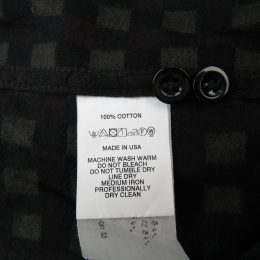 100% COTTON
MADE IN USA
MACHINE WASH WARM
DO NOT BLEACH
DO NOT TUMBLE DRY
LINE DRY
MEDIUM IRON
PROFESSIONALLY
DRY CLEAN